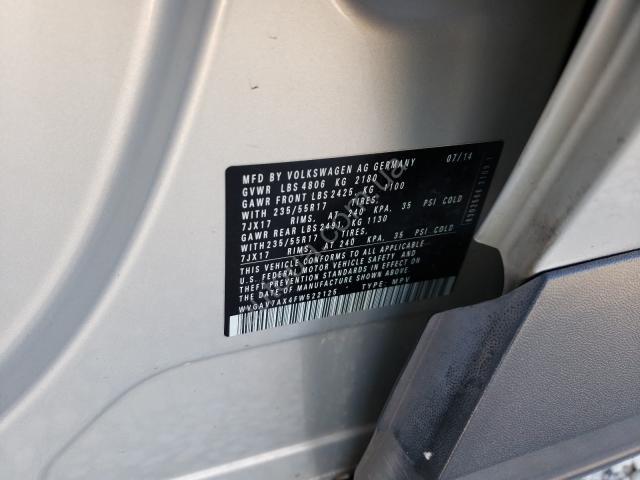 MFD BY VOLKSWAGEN AG GERMANY 07/14
GVWR LBS 4806 KG 2180
GAWR FRONT LBS 2425 KG 1100
WITH 235/55R17 TIRES,
7JX17 RIMS, AT 240 KPA, 35 PSI COLD
GAWR REAR LBS 2491 KG 1130
WITH 235/55R17 TIRES,
7JX17 RIMS, AT 240 KPA, 35 PSI COLD
THIS VEHICLE CONFORMS TO ALL APPLICABLE
U.S. FEDERAL MOTOR VEHICLE SAFETY AND
THEFT PREVENTION STANDARDS IN EFFECT ON
THE DATE OF MANUFACTURE SHOWN ABOVE.
WVGAV7AX4FW522125 TYPE: MPV